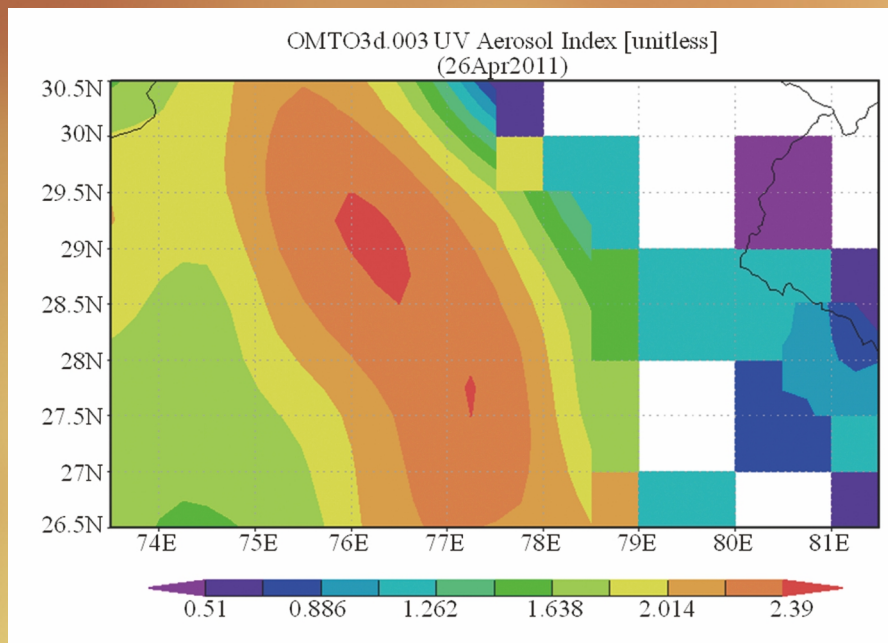 OMTO3d.003 UV Aerosol Index [unitless]
(26Apr2011)
30.5N
30N
29.5N
29N
28.5N
28N
27.5N
27N
26.5N
74E 75E 76E 77E 78E 79E 80E 81E
0.51 0.886 1.262 1.638 2.014 2.39